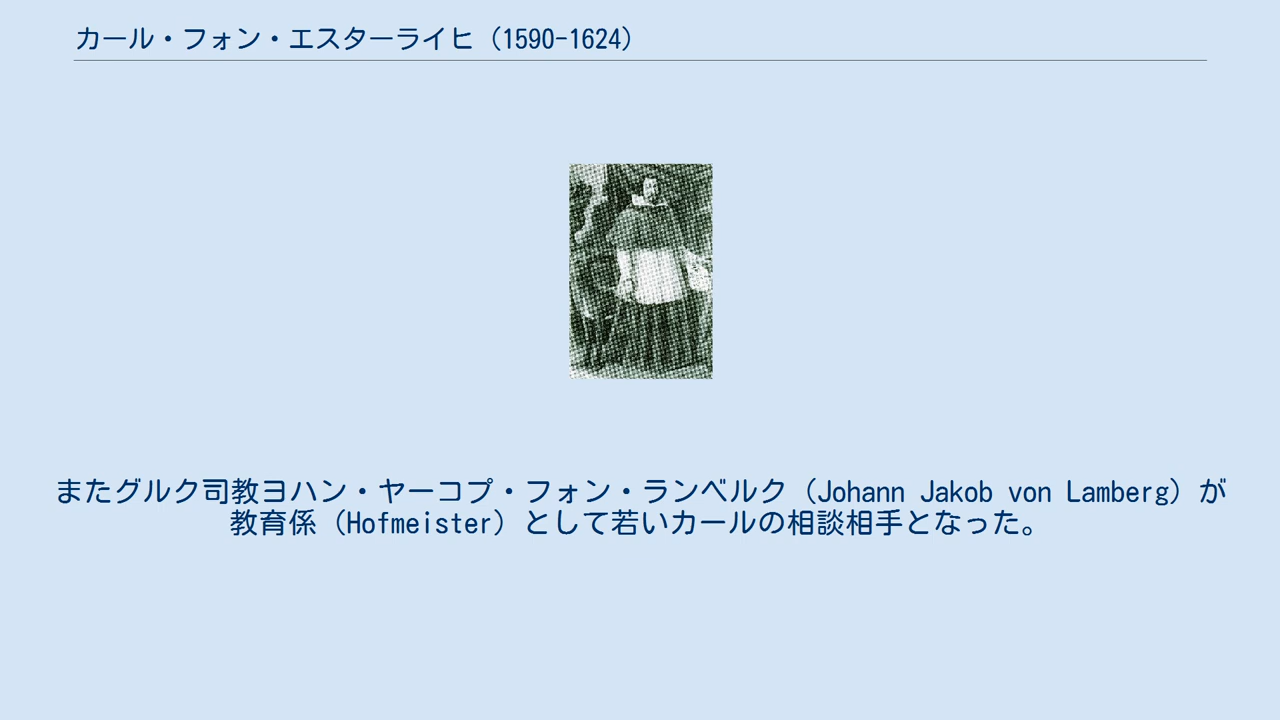 カール・フォン・エスターライヒ（1590-1624）
またグルク司教ヨハン・ヤーコプ・フォン・ランベルク（Johann Jakob von Lamberg）が
教育係（Hofmeister）として若いカールの相談相手となった。